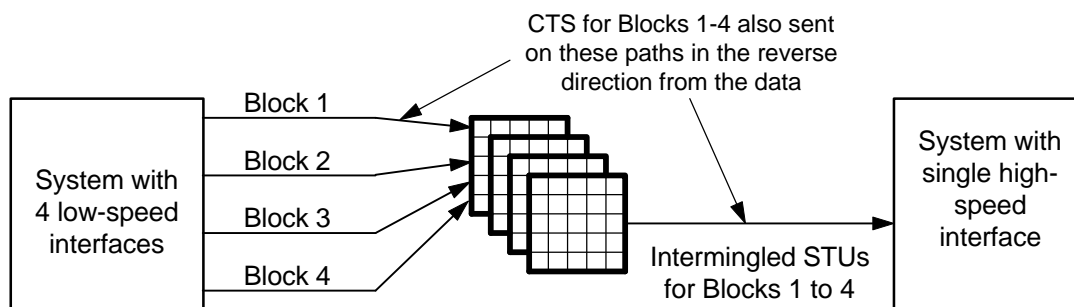 CTS for Blocks 1-4 also sent
on these paths in the reverse
direction from the data
Block 1
Block 2
Block 3
Block 4
System with
4 low-speed
interfaces
System with
single high-
speed
interface
Intermingled STUs
for Blocks 1 to 4